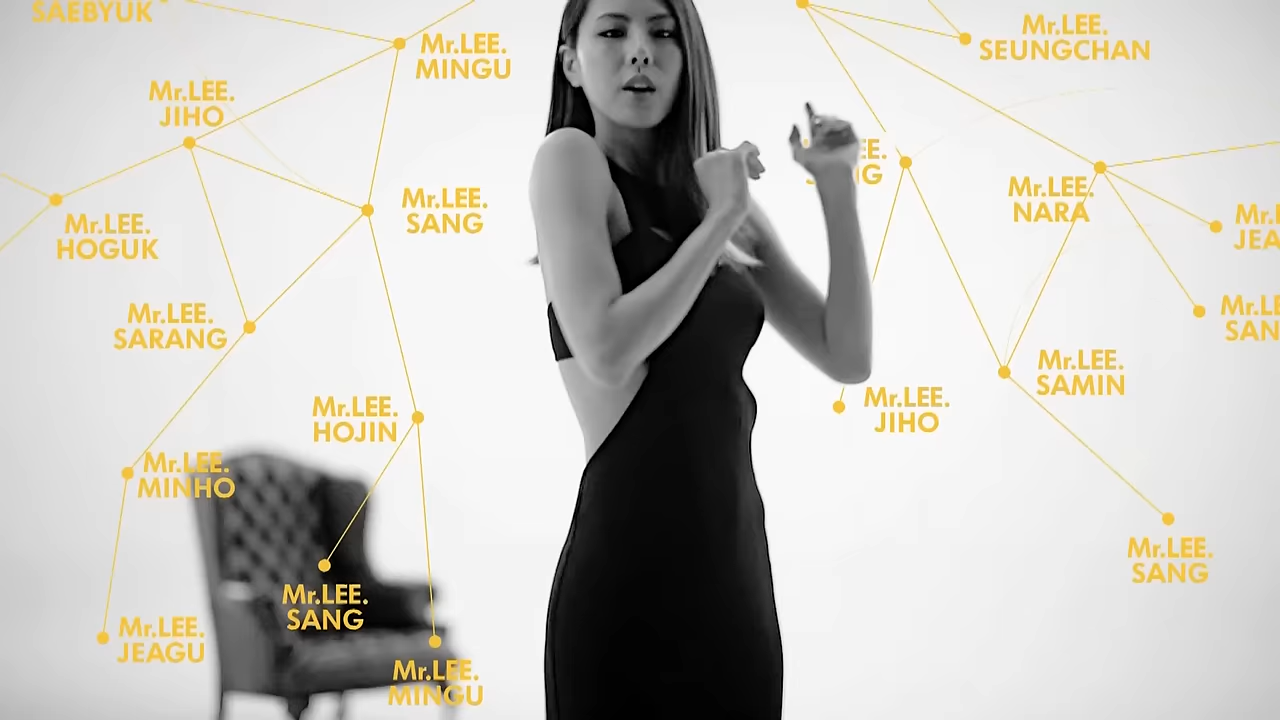 SAEBYUK
Mr.LEE.
MINGU
Mr.LEE.
SEUNGCHAN
Mr.LEE.
JIHO
Mr.LEE.
SANG
Mr.LEE.
NARA
Mr.LEE.
HOGUK
Mr.LEE.
SARANG
Mr.LEE.
SAMIN
Mr.LEE.
HOJIN
Mr.LEE.
JIHO
Mr.LEE.
MINHO
Mr.LEE.
SANG
Mr.LEE.
SANG
Mr.LEE.
JEAGU
Mr.LEE.
MINGU